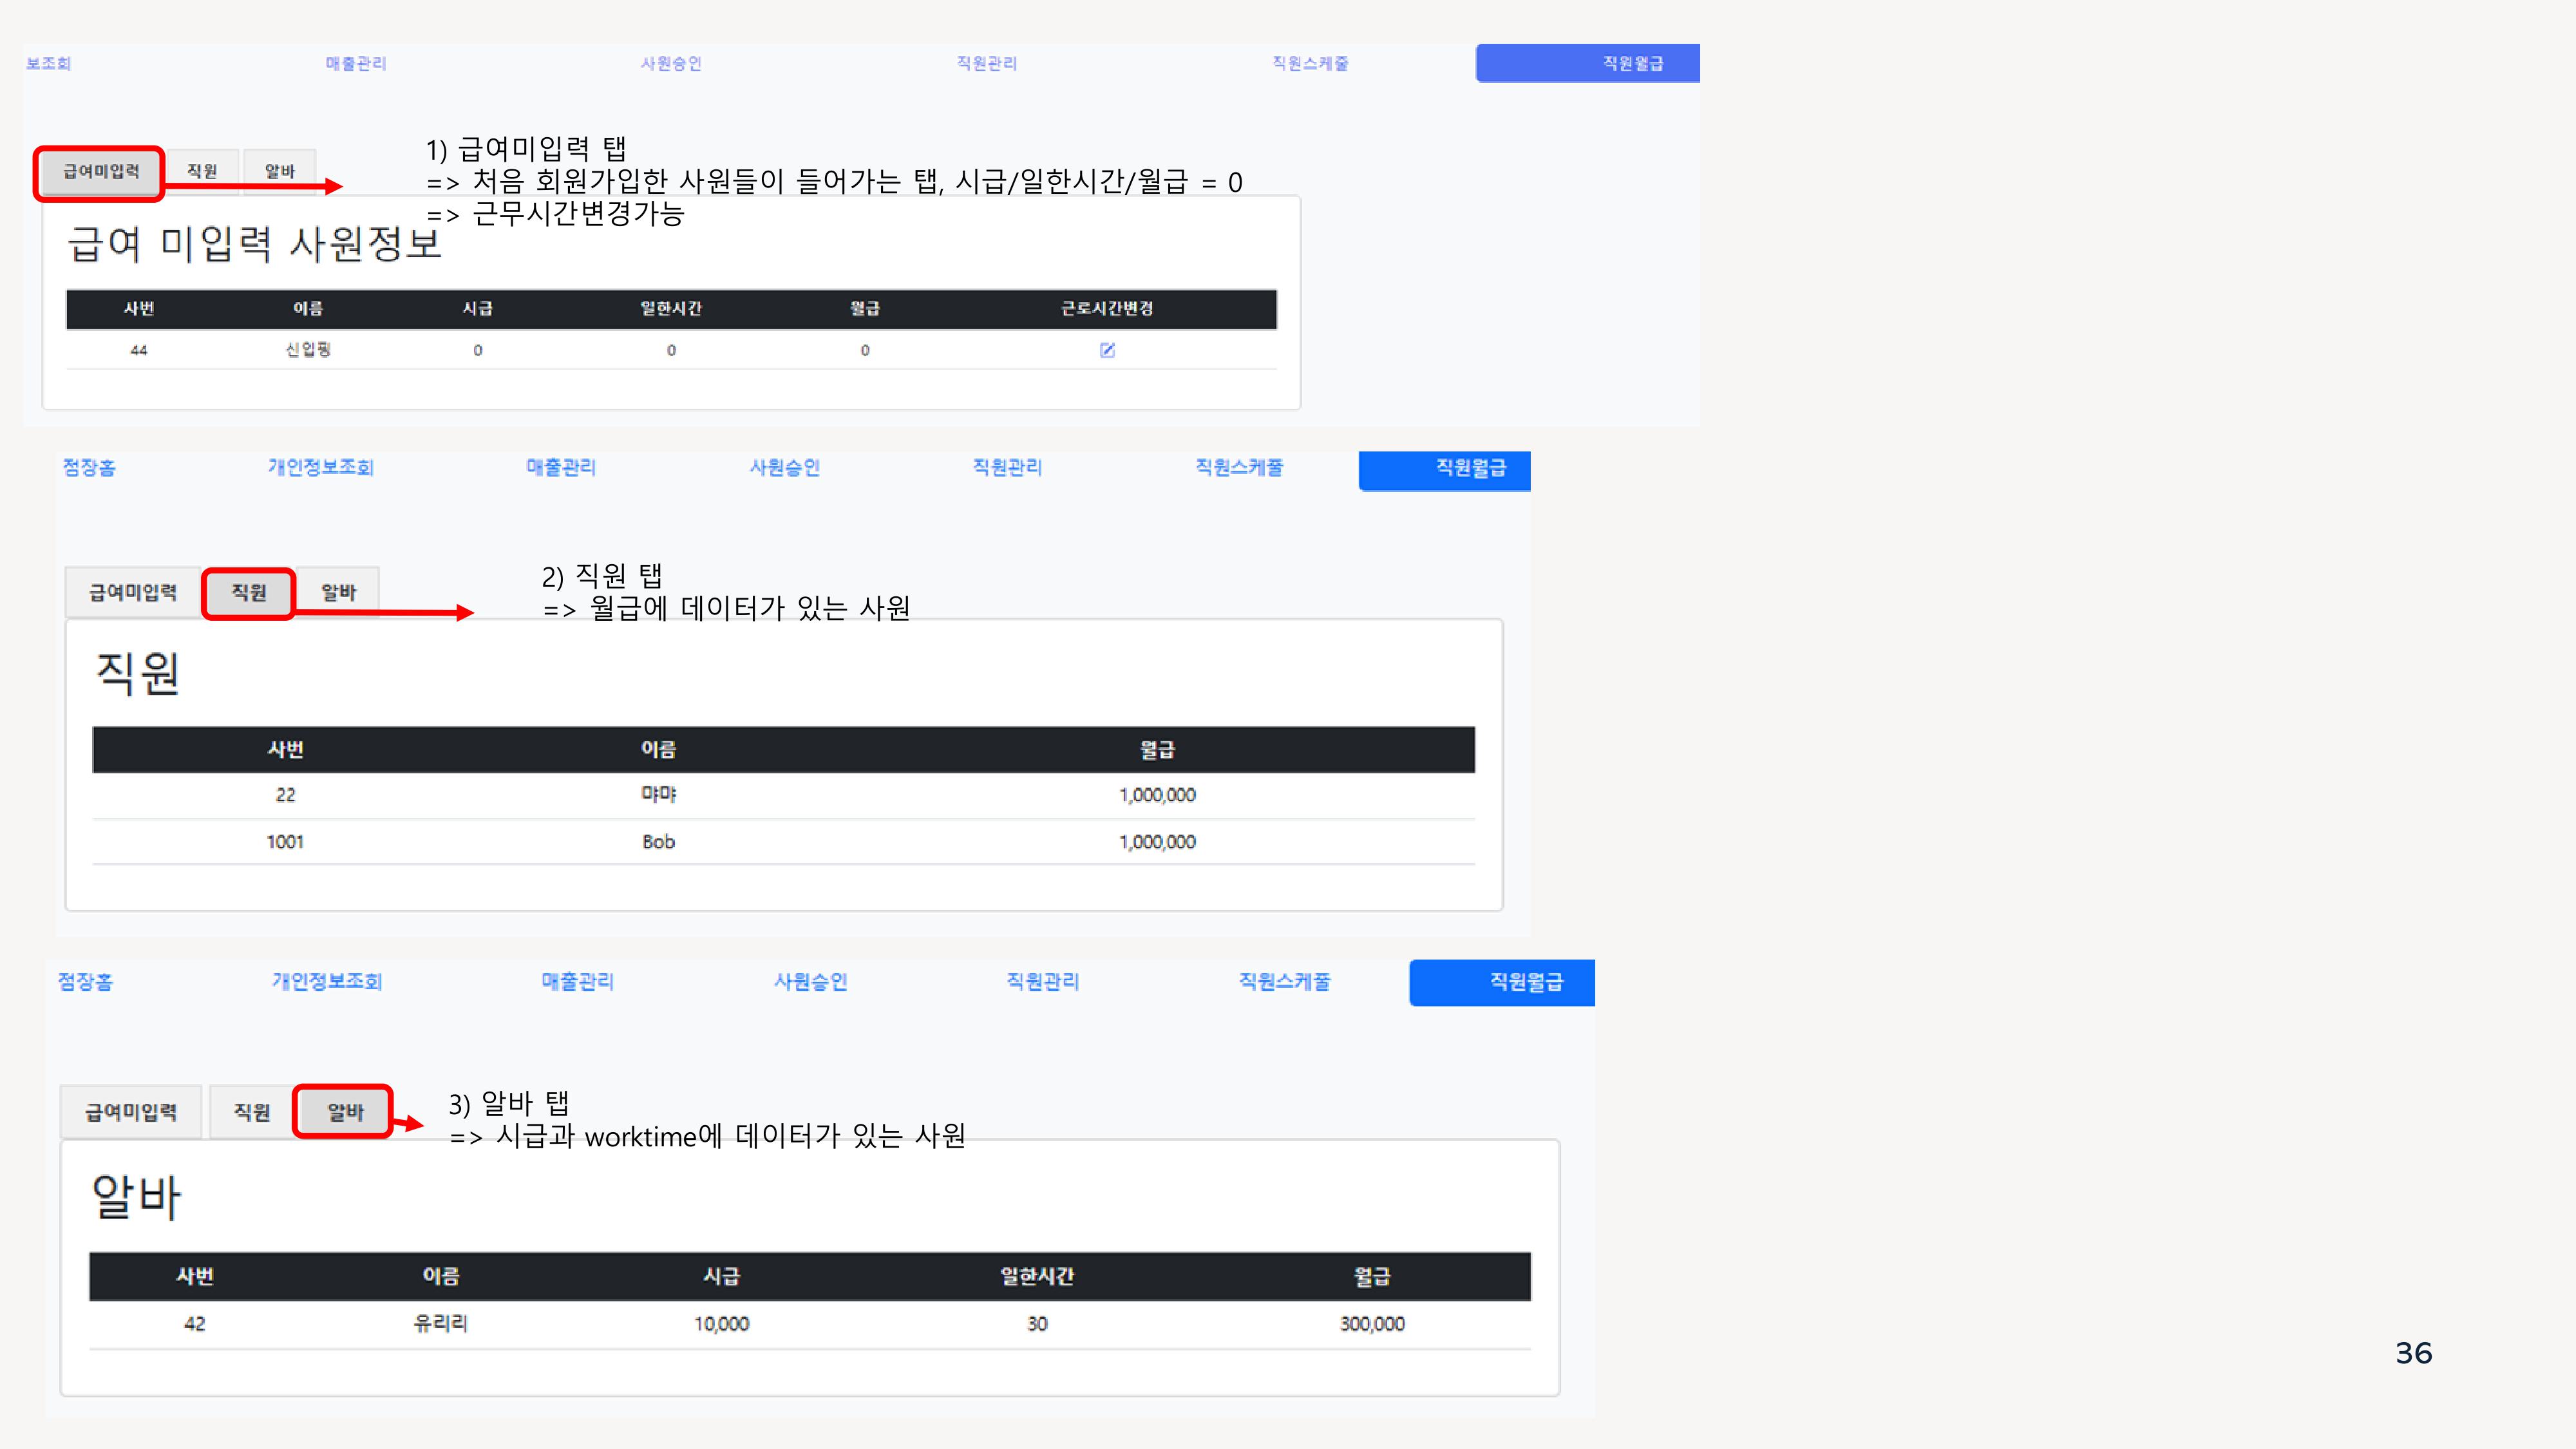 보조회 매출관리 사원승인 직원관리 직원스케줄 직원월급
급여미입력 직원 알바
1) 급여미입력 탭
=> 처음 회원가입한 사원들이 들어가는 탭, 시급/일한시간/월급 = 0
=> 근무시간변경가능
급여 미입력 사원정보
사번 이름 시급 일한시간 월급 근로시간변경
44 신입핑 0 0 0
점장홈 개인정보조회 매출관리 사원승인 직원관리 직원스케줄 직원월급
급여미입력 직원 알바
2) 직원 탭
=> 월급에 데이터가 있는 사원
직원
사번 이름 월급
22 먀먀 1,000,000
1001 Bob 1,000,000
점장홈 개인정보조회 매출관리 사원승인 직원관리 직원스케줄 직원월급
급여미입력 직원 알바
3) 알바 탭
=> 시급과 worktime에 데이터가 있는 사원
알바
사번 이름 시급 일한시간 월급
42 유리리 10,000 30 300,000
36